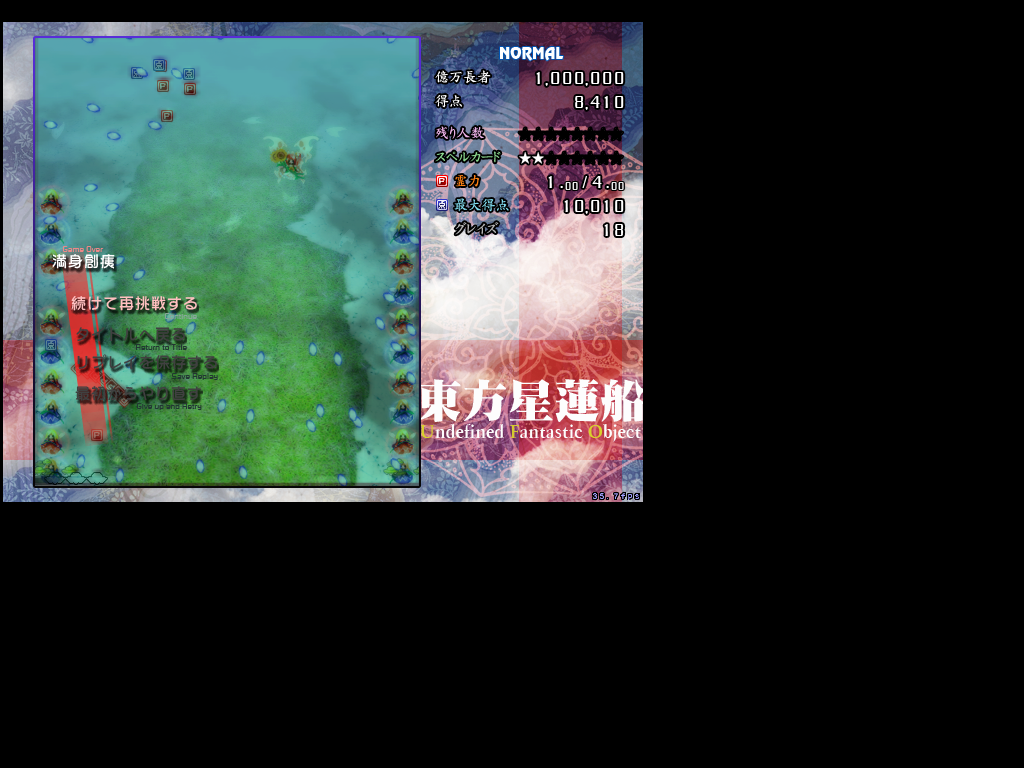 NORMAL
億万長者 1,000,000
得点 8,410
残り人数
スペルカード
P 霊力 1.00/4.00
最大得点 10,010
グレイズ 18
Game Over
満身創痍
続けて再挑戦する
タイトルへ戻る
Return to Title
リプレイを保存する
Save Replay
最初からやり直す
Give up and Retry
P
P
P
P
東方星蓮船
Undefined Fantastic Object
35.7fps